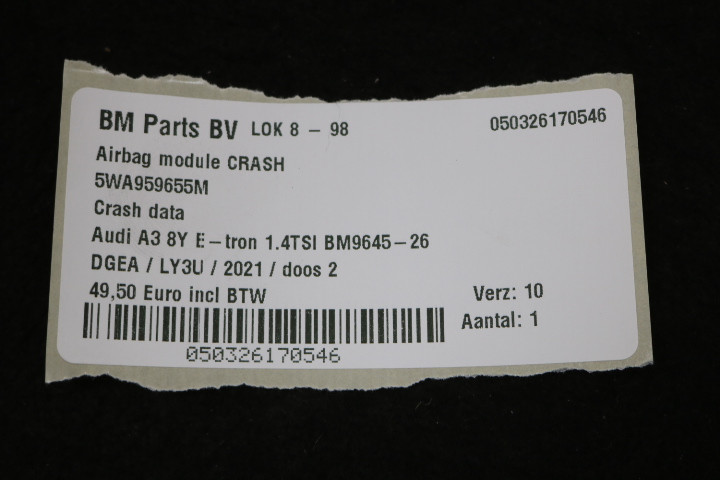 BM Parts BV LOK 8 - 98
050326170546
Airbag module CRASH
5WA959655M
Crash data
Audi A3 8Y E-tron 1.4TSI BM9645-26
DGEA / LY3U / 2021 / doos 2
49,50 Euro incl BTW
Verz: 10
Aantal: 1
050326170546